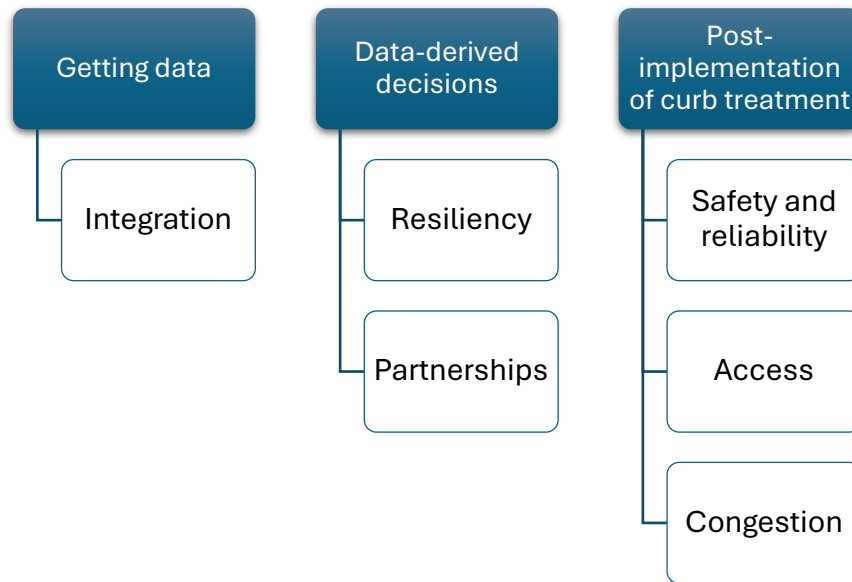 Getting data
Integration
Data-derived
decisions
Resiliency
Partnerships
Post-
implementation
of curb treatment
Safety and
reliability
Access
Congestion